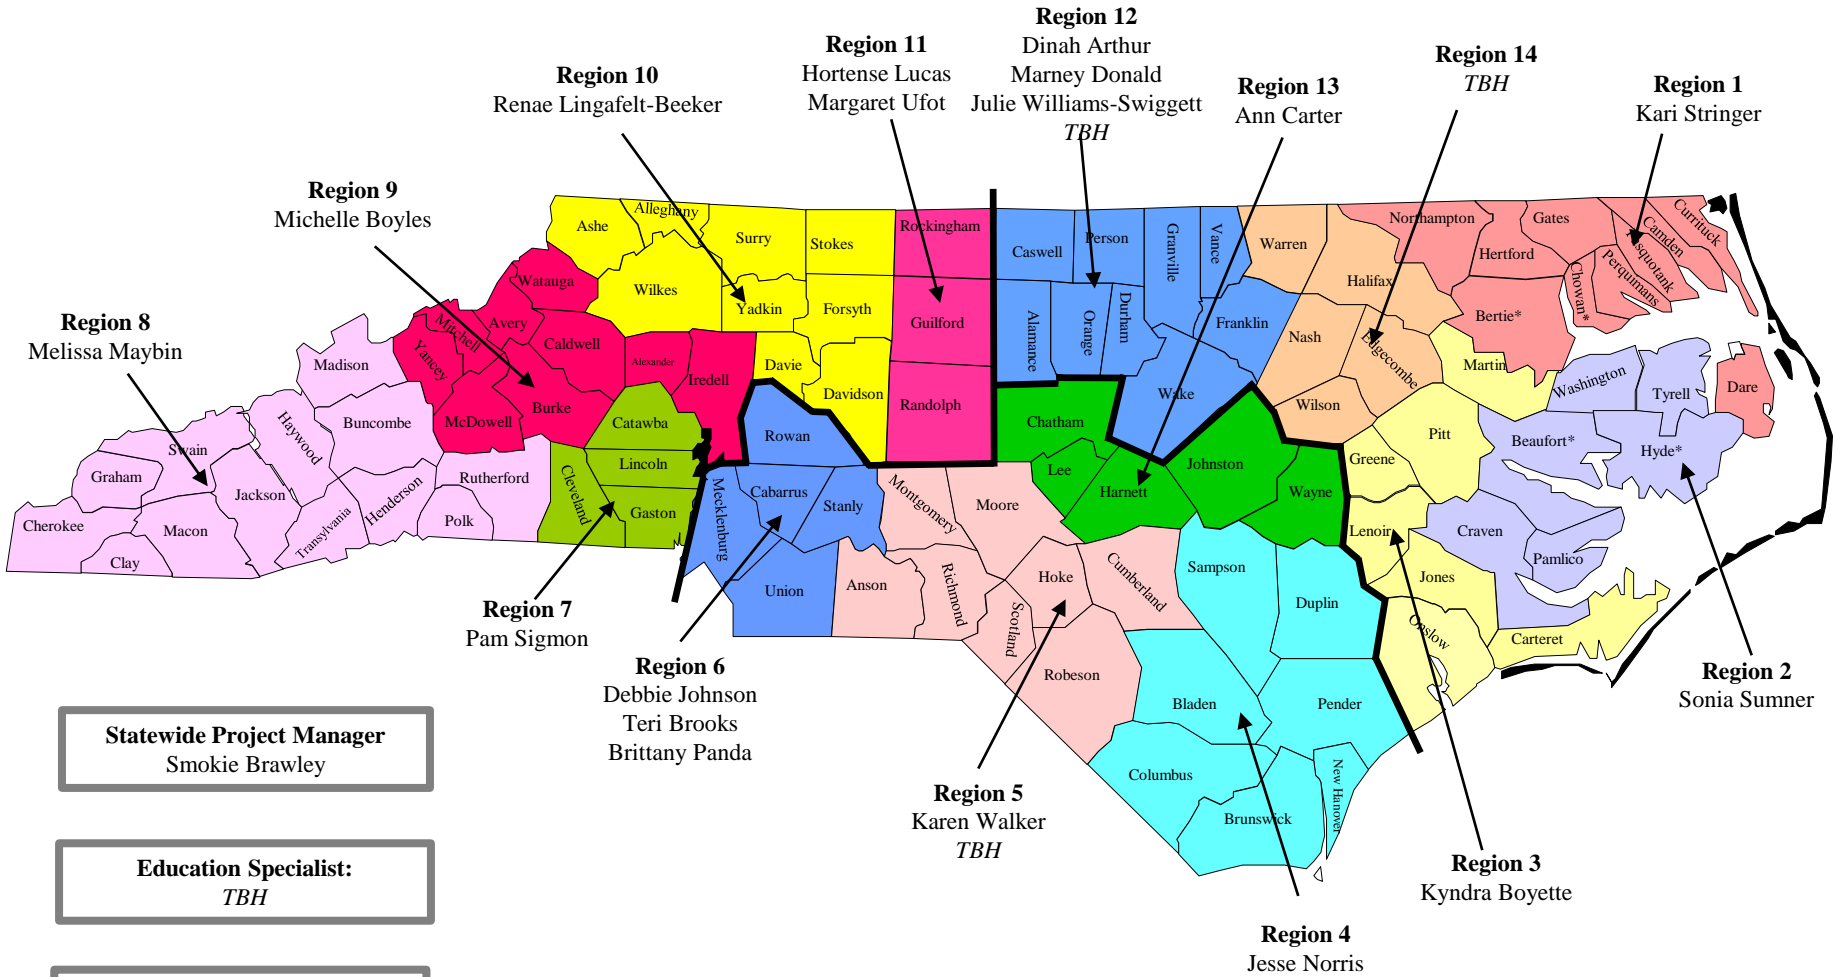 Region 12
Dinah Arthur
Marney Donald
Julie Williams-Swiggett
TBH
Region 11
Hortense Lucas
Margaret Ufot
Region 14
TBH
Region 10
Renae Lingafelt-Beeker
Region 13
Ann Carter
Region 1
Kari Stringer
Region 9
Michelle Boyles
Region 8
Melissa Maybin
Ashe
Alleghany
Surry
Stokes
Rockingham
Caswell
Person
Granville
Vance
Warren
Northampton
Gates
Hertford
Currituck
Camden
Pasquotank
Perquimans
Chowan*
Halifax
Bertie*
Watauga
Wilkes
Yadkin
Forsyth
Guilford
Alamance
Orange
Durham
Franklin
Nash
Edgecombe
Martin
Washington
Tyrell
Dare
Mitchell
Avery
Yancey
Caldwell
Alexander
Iredell
Davie
Davidson
Randolph
Wake
Wilson
Madison
Buncombe
McDowell
Burke
Catawba
Rowan
Chatham
Johnston
Greene
Pitt
Beaufort*
Hyde*
Swain
Haywood
Graham
Jackson
Rutherford
Lincoln
Cleveland
Gaston
Mecklenburg
Cabarrus
Stanly
Montgomery
Moore
Lee
Harnett
Wayne
Lenoir
Craven
Pamlico
Cherokee
Macon
Clay
Transylvania
Henderson
Polk
Union
Anson
Richmond
Scotland
Hoke
Cumberland
Sampson
Duplin
Jones
Onslow
Carteret
Robeson
Bladen
Pender
Columbus
Brunswick
New Hanover
Region 7
Pam Sigmon
Region 6
Debbie Johnson
Teri Brooks
Brittany Panda
Region 2
Sonia Sumner
Region 5
Karen Walker
TBH
Region 3
Kyndra Boyette
Region 4
Jesse Norris
Statewide Project Manager
Smokie Brawley
Education Specialist:
TBH